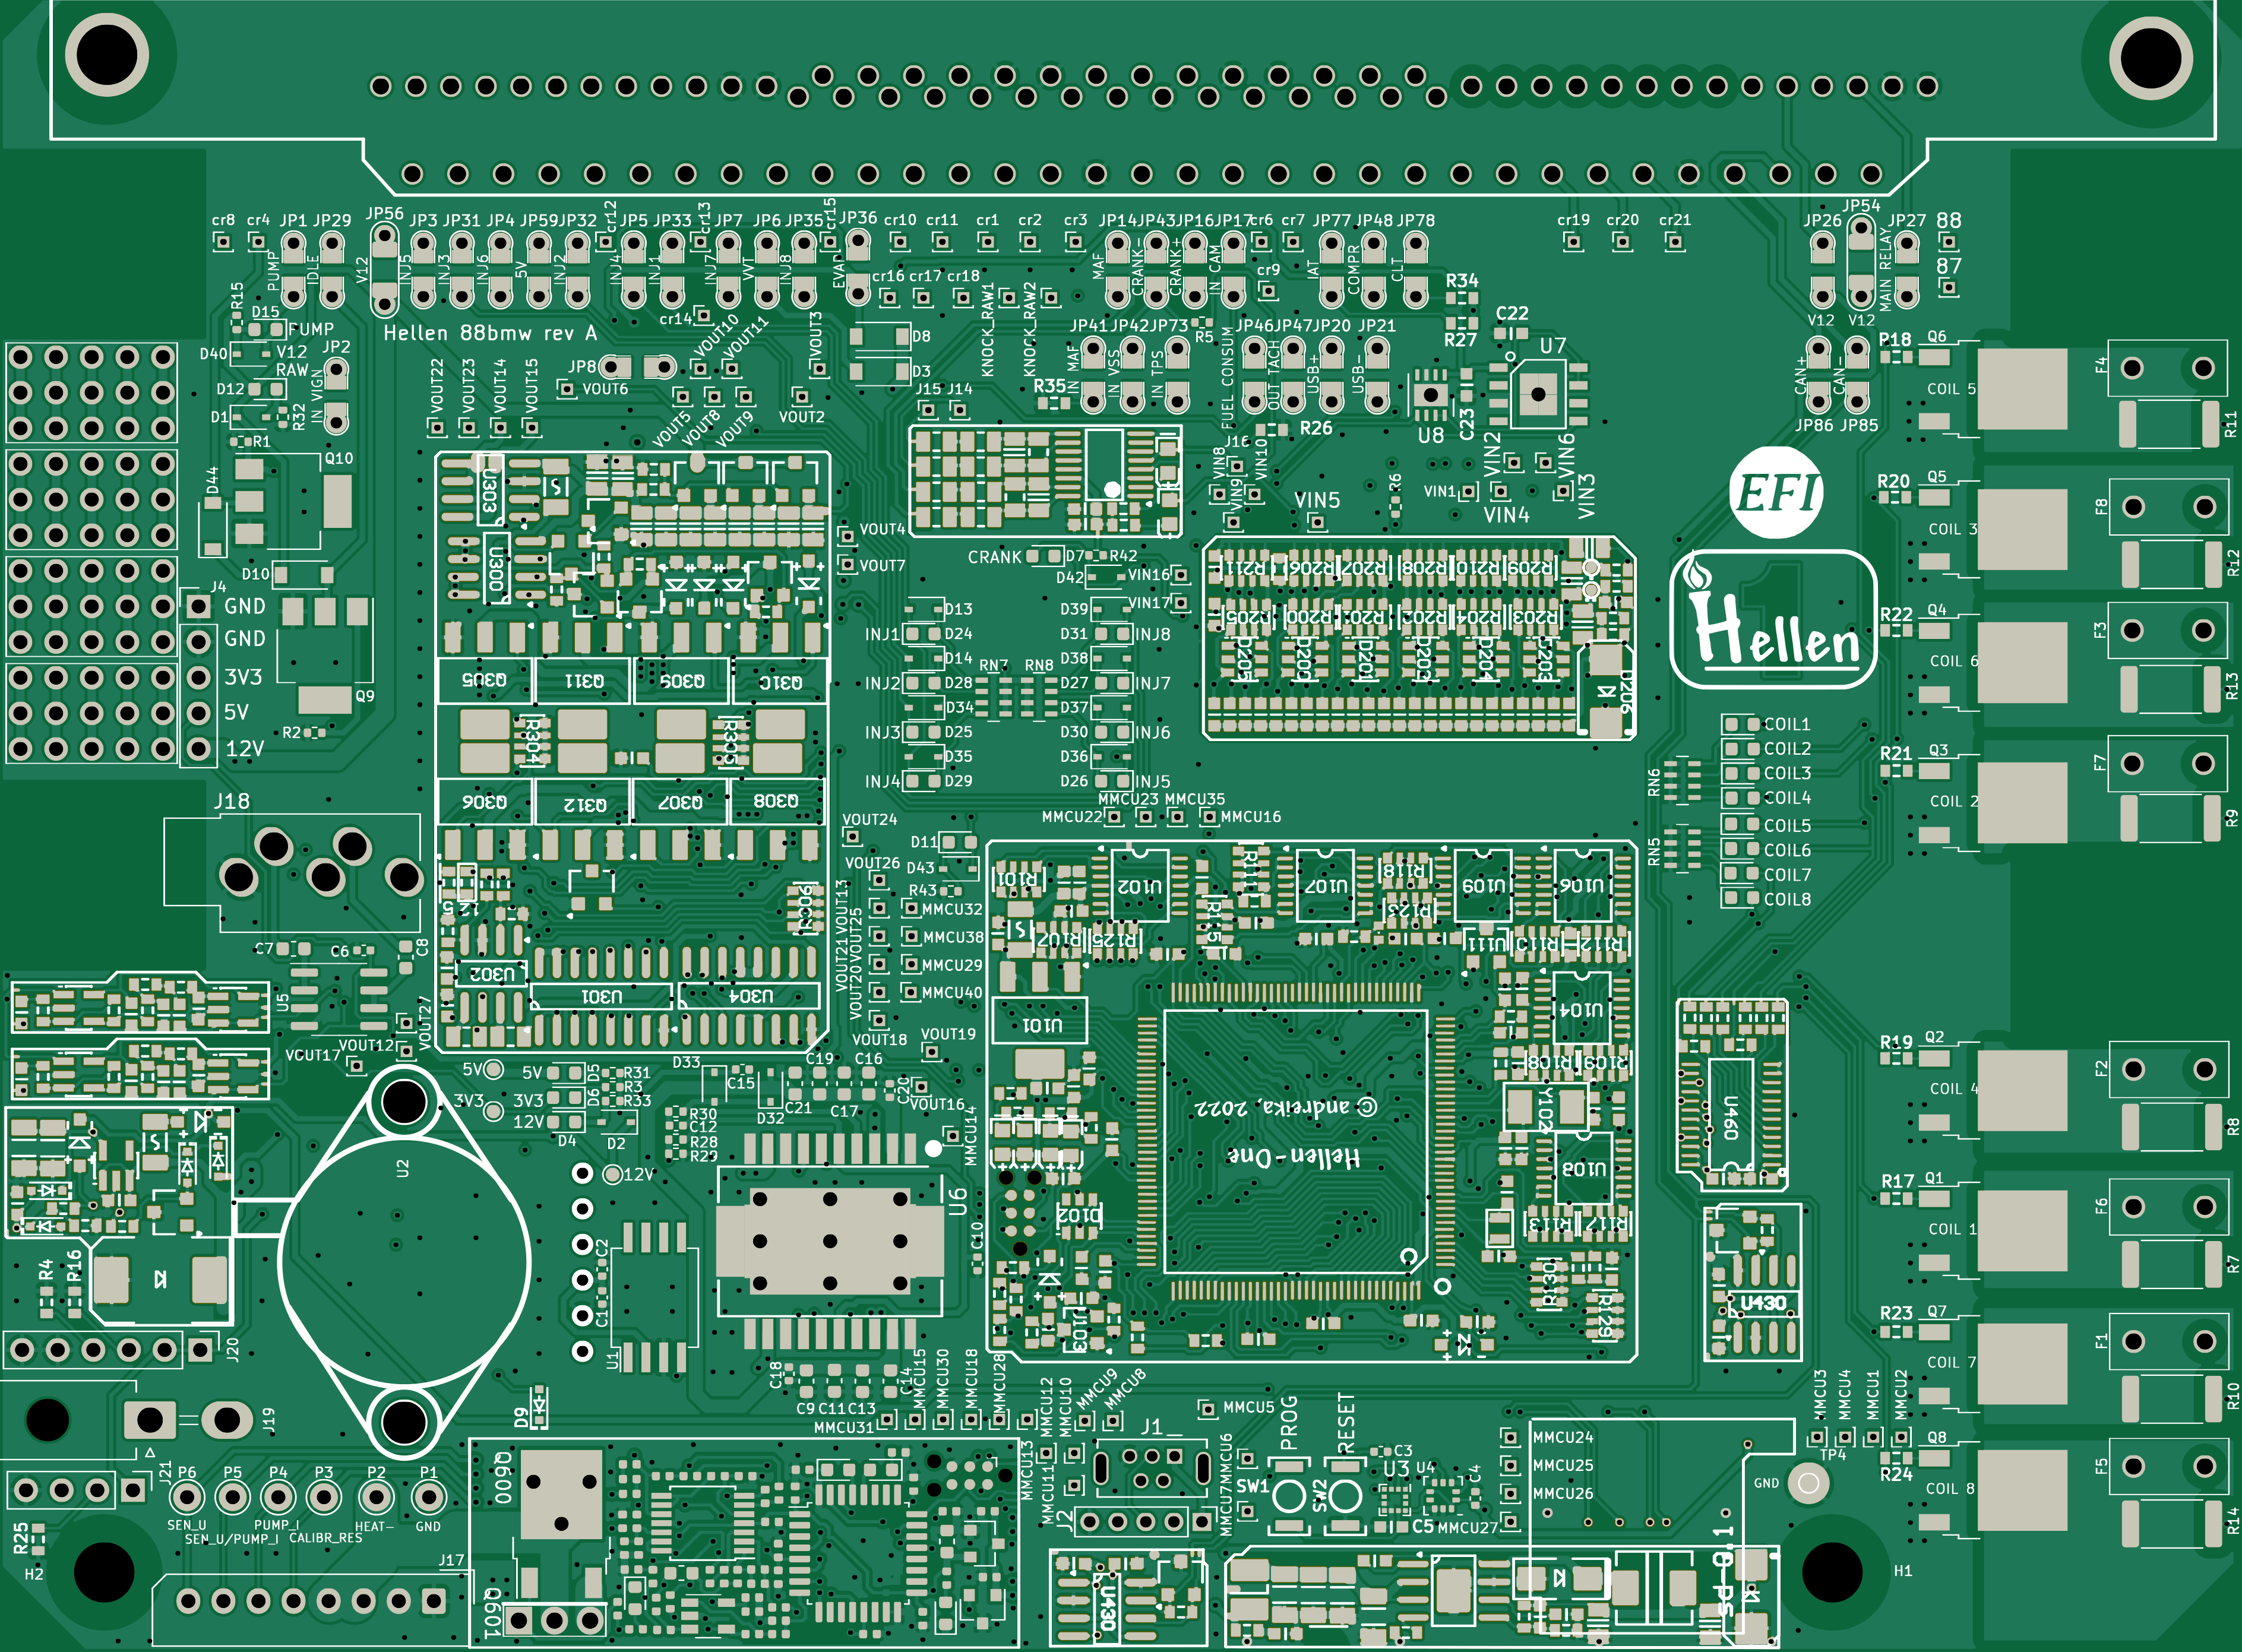 cr8 cr4 JP1 JP29 JP56 JP3 JP31 JP4 JP59 JP32 cr12 JP5 JP33 cr13 JP7 JP6 JP35 cr15 JP36 cr10 cr11 cr1 cr2 cr3 JP14 JP43 JP16 JP17 cr6 cr7 JP77 JP48 JP78 cr19 cr20 cr21 JP26 JP54 JP27 88
PUMP IDLE V12 INJ5 INJ3 INJ6 5V INJ2 INJ4 INJ1 INJ7 VVT INJ8 EVAP MAF CRANK- CRANK+ IN CAM IAT COMPR CLT MAIN RELAY 87
cr16 cr17 cr18 cr9 R34
R15 D15 PUMP cr14 VOUT10 VOUT11 VOUT3 KNOCK_RAW1 KNOCK_RAW2 R5 R27 C22 V12 V12
Hellen 88bmw rev A
D40 V12 RAW JP2 JP8 D8 JP41 JP42 JP73 JP46 JP47 JP20 JP21 U7 P18 Q6 F4
D12 IN VIGN VOUT22 VOUT23 VOUT14 VOUT15 VOUT6 D3 J15 J14 R35 IN MAF IN VSS IN TPS FUEL CONSUM OUT TACH USB+ USB- CAN+ CAN- COIL 5
D1 R32 VOUT5 VOUT8 VOUT9 VOUT2 R26 U8 C23 JP86 JP85 R11
R1 Q10 J16 VIN8 VIN10 VIN9 VIN2 VIN6
D44 U303 R6 VIN1 VIN3 EFI R20 Q5 F8
VIN5 VIN4 COIL 3
VOUT4
U300 VOUT7 CRANK D7 R42 R12
D10 D42 VIN16 R211 R206 R207 R208 R210 R209
J4 GND D13 D39 VIN17 R205 R200 R201 R202 R204 R203 1 Hellen R22 Q4 F3
GND INJ1 D24 D31 INJ8
D14 RN7 RN8 D38 D205 D200 D201 D202 D204 D203 COIL 6
3V3 Q305 Q311 Q309 Q310 INJ2 D28 D27 INJ7 U206 R13
5V Q9 D34 D37
12V R2 R304 R305 INJ3 D25 D30 INJ6 COIL1
D35 D36 COIL2 R21 Q3 F7
INJ4 D29 D26 INJ5 RN6 COIL3
J18 Q306 Q312 Q307 Q308 MMCU23 MMCU35 COIL4 COIL 2
VOUT24 MMCU22 MMCU16 COIL5 R9
D11 RN5 COIL6
VOUT26 D43 R101 U102 R111 U107 R118 U109 U106 COIL7
R43 COIL8
VOUT13 MMCU32 R115 R123
C7 C6 C8 VOUT21 VOUT25 MMCU38 R107 R125 U111 R110 R112
U302 MMCU29
U5 U301 U304 VOUT20 MMCU40 U104
VOUT27 U101
VOUT17 VOUT12 VOUT18 VOUT19 R19 Q2
5V 5V D5 R31 D33 C15 C19 C16 R108 R109 F2
3V3 3V3 D6 R3 R33 D32 C21 C17 C20 VOUT16 Y102 COIL 4
12V D4 D2 R30 C12 R28 R29 MMCU14 © andreika, 2022 U460 R8
U2 12V Hellen-One U108 R17 Q1
U6 D102 F6
R113 R117 COIL 1
R4 R16 C2 C10 R130 U430 R7
C1 U103 R129 R23 Q7
J20 U1 F1
C18 C14 MMCU15 MMCU30 MMCU18 MMCU28 COIL 7
D9 C9 C11 C13 MMCU12 MMCU10 MMCU9 MMCU8 MMCU5 MMCU3 MMCU4 MMCU1 MMCU2 R10
J19 MMCU31 J1_ PROG RESET MMCU24 TP4 Q8
J21 P6 P5 P4 P3 P2 P1 Q600 MMCU13 MMCU11 MMCU7 MMCU6 SW1 SW2 C3 U3 U4 C4 MMCU25 GND R24 F5
SEN_U PUMP_I HEAT- GND J2 MMCU26 COIL 8
R25 SEN_U/PUMP_I CALIBR_RES C5 MMCU27 R14
H2 J17 H1
Q601 U430 PS-0.1